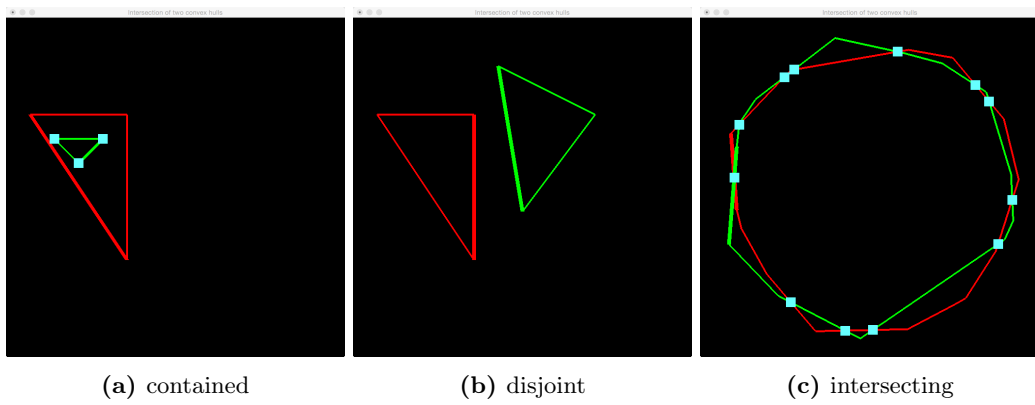 Intersection of two convex hulls
Intersection of two convex hulls
Intersection of two convex hulls
(a) contained
(b) disjoint
(c) intersecting